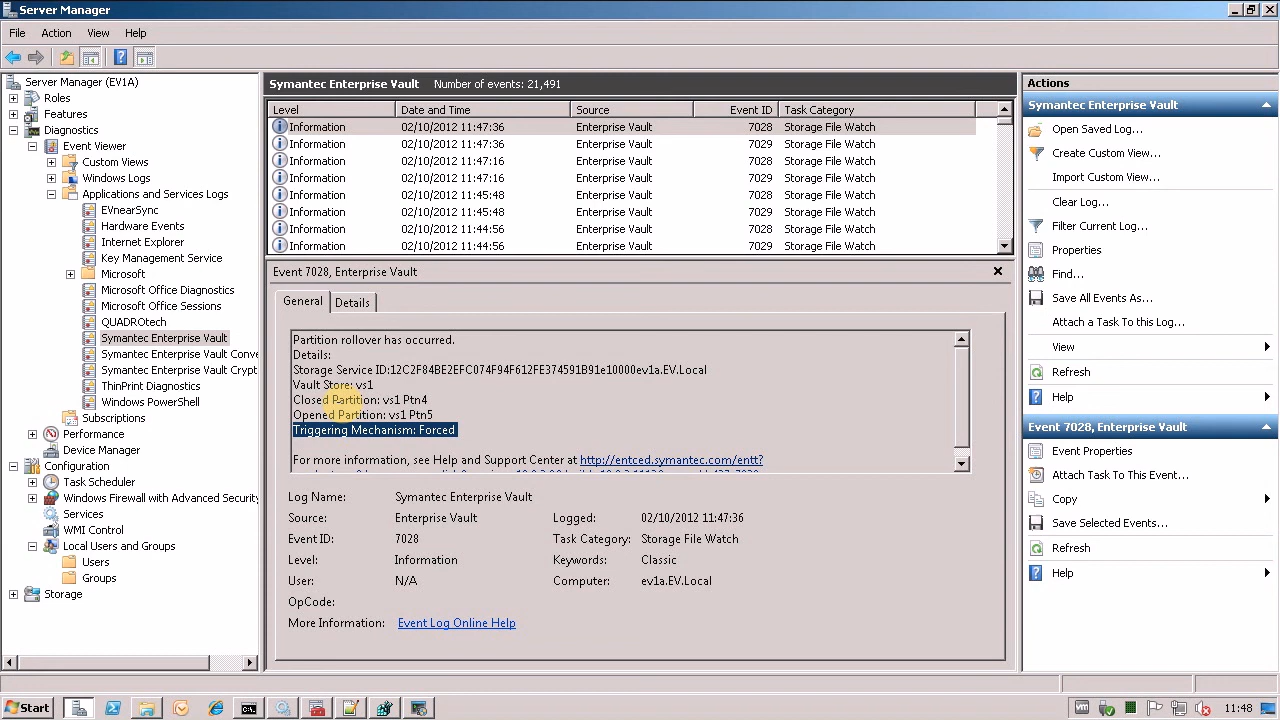 Server Manager
File Action View Help
Server Manager (EV1A)
Roles
Features
Diagnostics
Event Viewer
Custom Views
Windows Logs
Applications and Services Logs
EVnearSync
Hardware Events
Internet Explorer
Key Management Service
Microsoft
Microsoft Office Diagnostics
Microsoft Office Sessions
QUADROtech
Symantec Enterprise Vault
Symantec Enterprise Vault Conve
Symantec Enterprise Vault Crypt
ThinPrint Diagnostics
Windows PowerShell
Subscriptions
Performance
Device Manager
Configuration
Task Scheduler
Windows Firewall with Advanced Security
Services
WMI Control
Local Users and Groups
Users
Groups
Storage
Symantec Enterprise Vault Number of events: 21,491
Level Date and Time Source Event ID Task Category
Information 02/10/2012 11:47:36 Enterprise Vault 7028 Storage File Watch
Information 02/10/2012 11:47:36 Enterprise Vault 7029 Storage File Watch
Information 02/10/2012 11:47:16 Enterprise Vault 7028 Storage File Watch
Information 02/10/2012 11:47:16 Enterprise Vault 7029 Storage File Watch
Information 02/10/2012 11:45:48 Enterprise Vault 7028 Storage File Watch
Information 02/10/2012 11:45:48 Enterprise Vault 7029 Storage File Watch
Information 02/10/2012 11:44:56 Enterprise Vault 7028 Storage File Watch
Information 02/10/2012 11:44:56 Enterprise Vault 7029 Storage File Watch
Event 7028, Enterprise Vault
General Details
Partition rollover has occurred.
Details:
Storage Service ID:12C2F84BE2EFC074F94F612FE374591B91e10000ev1a.EV.Local
Vault Store: vs1
Closed Partition: vs1 Ptn4
Opened Partition: vs1 Ptn5
Triggering Mechanism: Forced
For more information, see Help and Support Center at http://entced.symantec.com/entt?
Log Name: Symantec Enterprise Vault
Source: Enterprise Vault Logged: 02/10/2012 11:47:36
Event ID: 7028 Task Category: Storage File Watch
Level: Information Keywords: Classic
User: N/A Computer: ev1a.EV.Local
OpCode:
More Information: Event Log Online Help
Actions
Symantec Enterprise Vault
Open Saved Log...
Create Custom View...
Import Custom View...
Clear Log...
Filter Current Log...
Properties
Find...
Save All Events As...
Attach a Task To this Log...
View
Refresh
Help
Event 7028, Enterprise Vault
Event Properties
Attach Task To This Event...
Copy
Save Selected Events...
Refresh
Help
Start 11:48